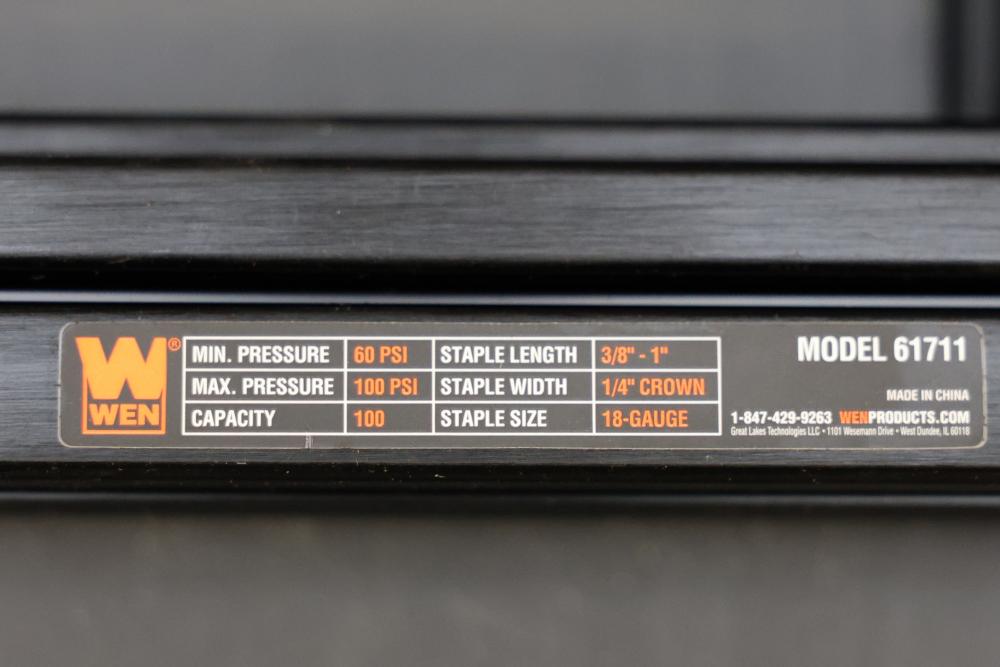 W®
WEN
MIN. PRESSURE 60 PSI STAPLE LENGTH 3/8" - 1"
MAX. PRESSURE 100 PSI STAPLE WIDTH 1/4" CROWN
CAPACITY 100 STAPLE SIZE 18-GAUGE
MODEL 61711
MADE IN CHINA
1-847-429-9263 WENPRODUCTS.COM
Great Lakes Technologies LLC • 1101 Wesemann Drive • West Dundee, IL 60118